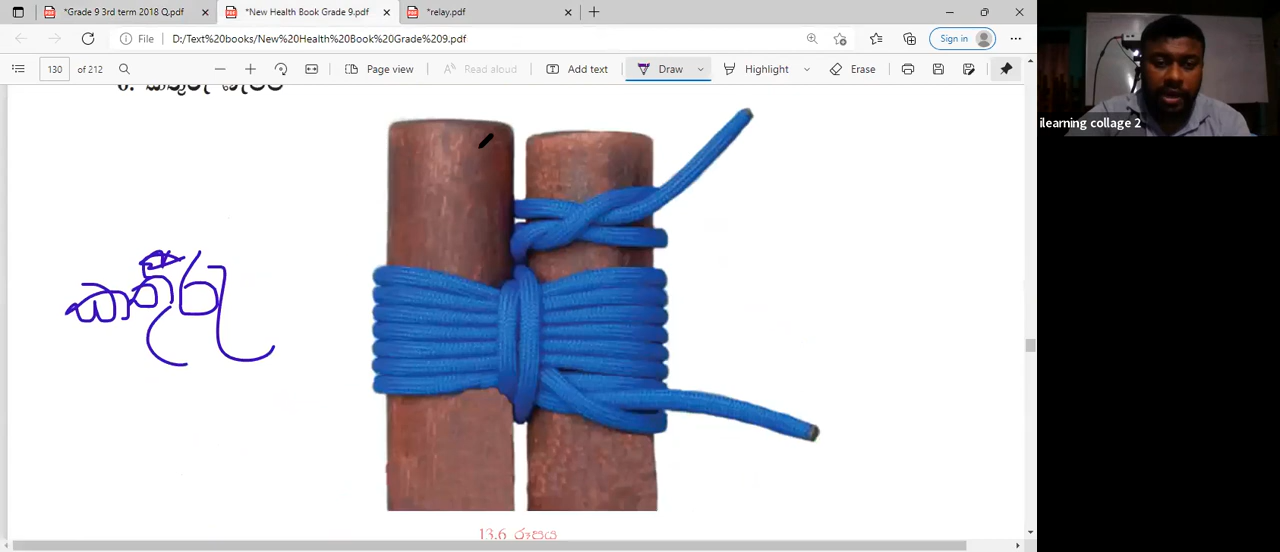 *Grade 9 3rd term 2018 Q.pdf
*New Health Book Grade 9.pdf
*relay.pdf
File
D:/Text%20books/New%20Health%20Book%20Grade%209.pdf
Sign in
130 of 212
Page view
Read aloud
Add text
Draw
Highlight
Erase
ilearning collage 2
6.
13.6 රූපය